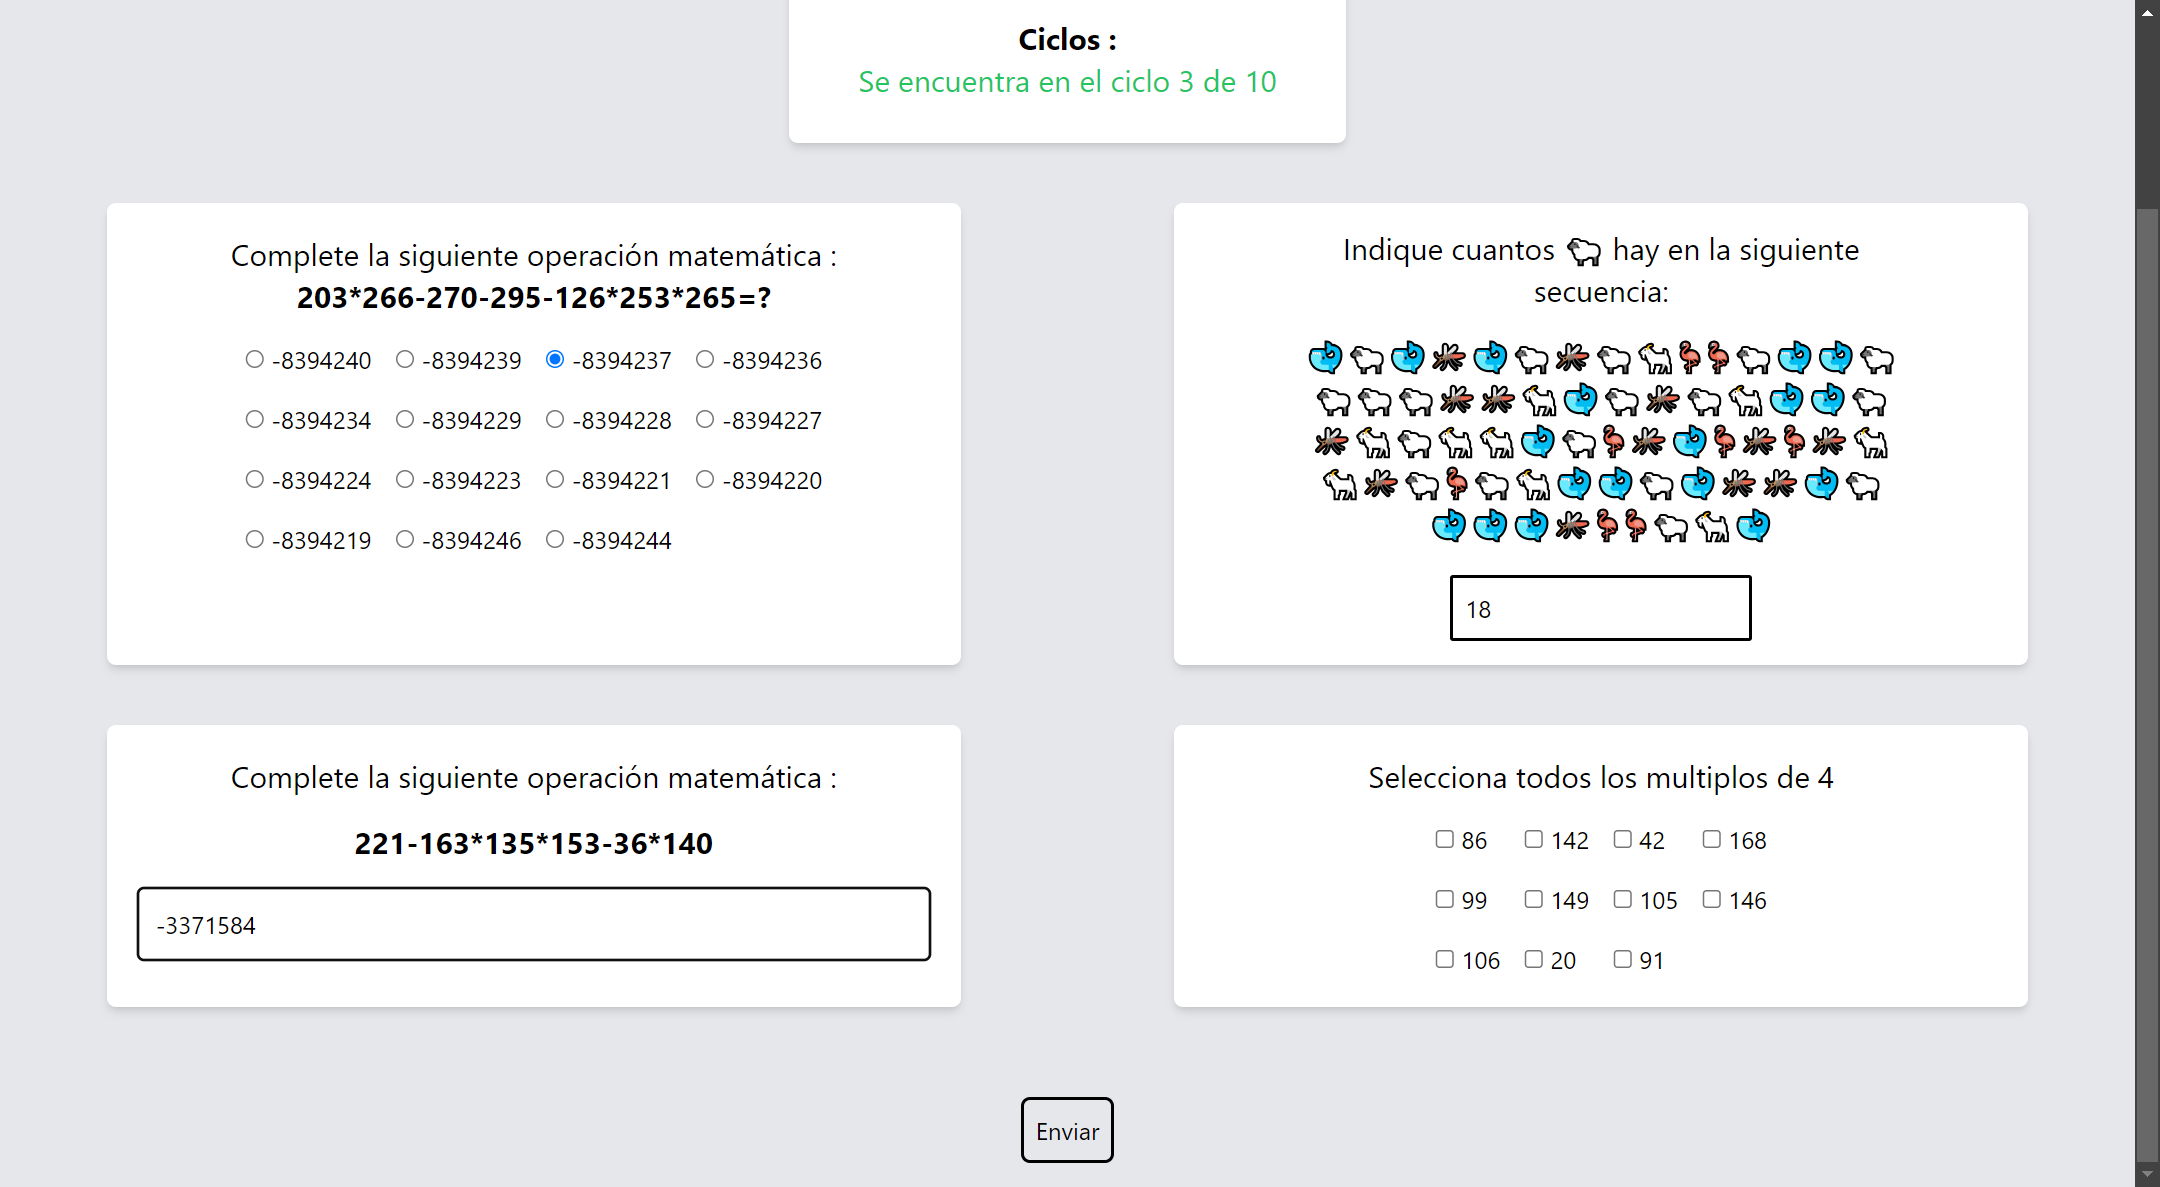 Ciclos :
Se encuentra en el ciclo 3 de 10
Complete la siguiente operación matemática :
203*266-270-295-126*253*265=?
-8394240 -8394239 -8394237 -8394236
-8394234 -8394229 -8394228 -8394227
-8394224 -8394223 -8394221 -8394220
-8394219 -8394246 -8394244
Indique cuantos 🐑 hay en la siguiente
secuencia:
18
Complete la siguiente operación matemática :
221-163*135*153-36*140
-3371584
Selecciona todos los multiplos de 4
86 142 42 168
99 149 105 146
106 20 91
Enviar